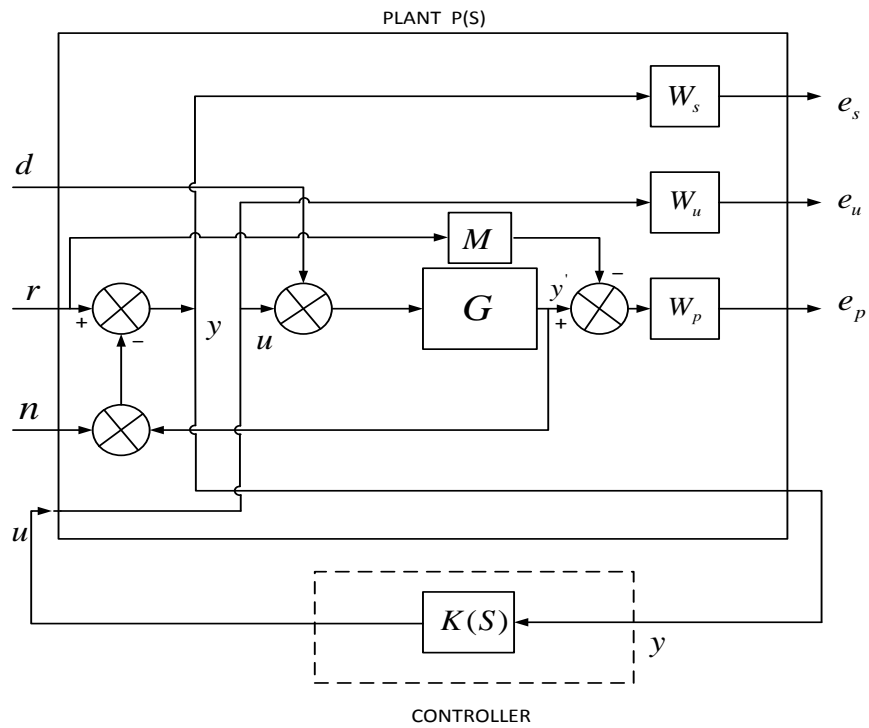 PLANT P(S)
W_s
e_s
d
W_u
e_u
M
−
r
+
−
y
u
G
y'
+
W_p
e_p
n
u
K(S)
y
CONTROLLER